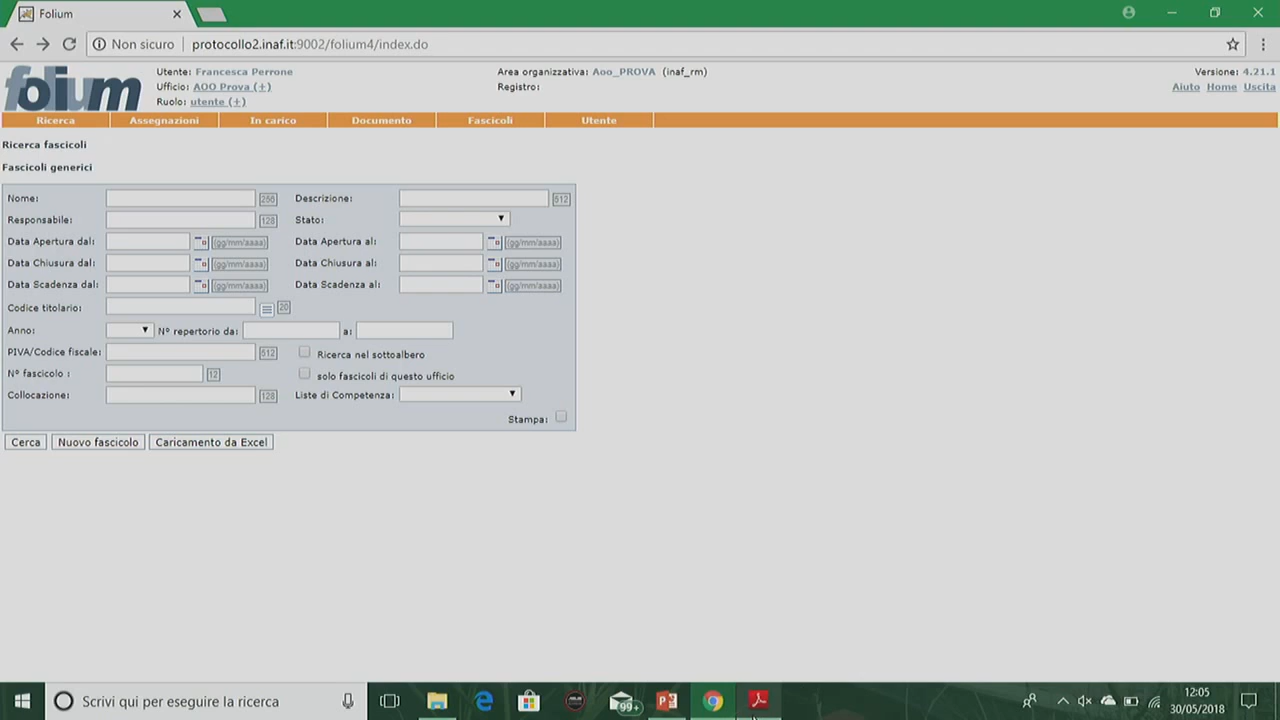 Folium
Non sicuro protocollo2.inaf.it:9002/folium4/index.do
folium
Utente: Francesca Perrone
Ufficio: AOO Prova (+)
Ruolo: utente (+)
Area organizzativa: Aoo_PROVA (inaf_rm)
Registro:
Versione: 4.21.1
Aiuto Home Uscita
Ricerca Assegnazioni In carico Documento Fascicoli Utente
Ricerca fascicoli
Fascicoli generici
Nome: 256 Descrizione: 512
Responsabile: 128 Stato:
Data Apertura dal: (gg/mm/aaaa) Data Apertura al: (gg/mm/aaaa)
Data Chiusura dal: (gg/mm/aaaa) Data Chiusura al: (gg/mm/aaaa)
Data Scadenza dal: (gg/mm/aaaa) Data Scadenza al: (gg/mm/aaaa)
Codice titolario: 20
Anno: N° repertorio da: a:
PIVA/Codice fiscale: 512 Ricerca nel sottoalbero
N° fascicolo : 12 solo fascicoli di questo ufficio
Collocazione: 128 Liste di Competenza:
Stampa:
Cerca Nuovo fascicolo Caricamento da Excel
Scrivi qui per eseguire la ricerca
99+
12:05
30/05/2018